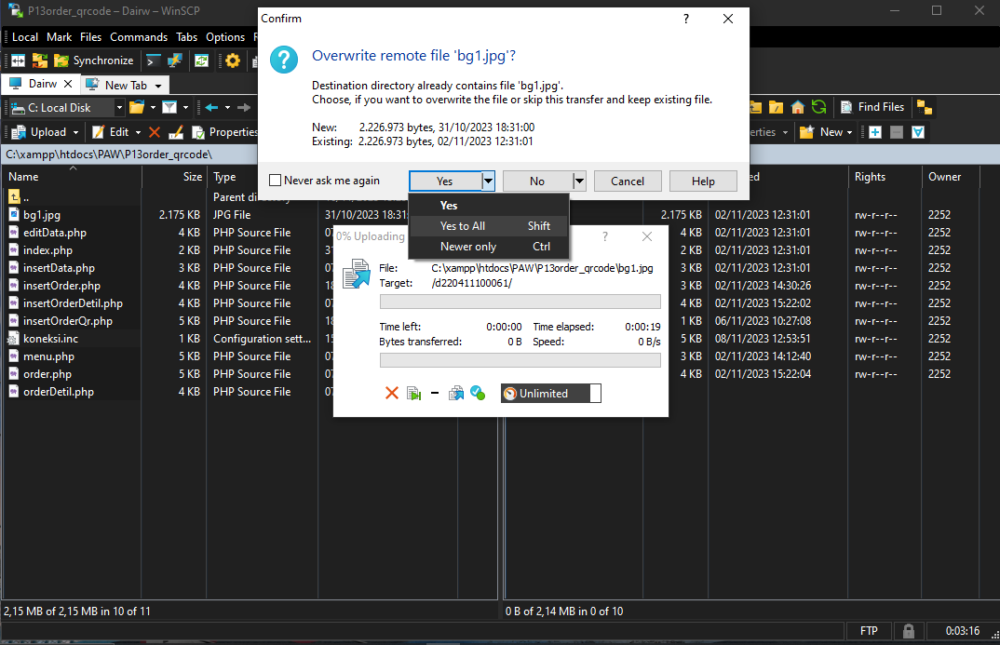 P13order_qrcode – Dairw – WinSCP
Local Mark Files Commands Tabs Options
Synchronize
Dairw New Tab
C: Local Disk
Find Files
Upload Edit Properties
New
C:\xampp\htdocs\PAW\P13order_qrcode\
Confirm ?
Overwrite remote file 'bg1.jpg'?
Destination directory already contains file 'bg1.jpg'.
Choose, if you want to overwrite the file or skip this transfer and keep existing file.
New: 2.226.973 bytes, 31/10/2023 18:31:00
Existing: 2.226.973 bytes, 02/11/2023 12:31:01
Never ask me again Yes No Cancel Help
Yes
Yes to All Shift
Newer only Ctrl
0% Uploading ?
File: C:\xampp\htdocs\PAW\P13order_qrcode\bg1.jpg
Target: /d220411100061/
Time left: 0:00:00 Time elapsed: 0:00:19
Bytes transferred: 0 B Speed: 0 B/s
Unlimited
Name Size Type
..
bg1.jpg 2.175 KB JPG File 31/10/2023 18:31
editData.php 4 KB PHP Source File
index.php 2 KB PHP Source File
insertData.php 3 KB PHP Source File
insertOrder.php 4 KB PHP Source File
insertOrderDetil.php 4 KB PHP Source File
insertOrderQr.php 5 KB PHP Source File
koneksi.inc 1 KB Configuration sett...
menu.php 5 KB PHP Source File
order.php 5 KB PHP Source File
orderDetil.php 4 KB PHP Source File
Rights Owner
2.175 KB 02/11/2023 12:31:01 rw-r--r-- 2252
4 KB 02/11/2023 12:31:01 rw-r--r-- 2252
2 KB 02/11/2023 12:31:01 rw-r--r-- 2252
3 KB 02/11/2023 12:31:01 rw-r--r-- 2252
3 KB 02/11/2023 14:30:26 rw-r--r-- 2252
4 KB 02/11/2023 15:22:02 rw-r--r-- 2252
1 KB 06/11/2023 10:27:08 rw-r--r-- 2252
5 KB 08/11/2023 12:53:51 rw-r--r-- 2252
3 KB 02/11/2023 14:12:40 rw-r--r-- 2252
4 KB 02/11/2023 15:22:04 rw-r--r-- 2252
2,15 MB of 2,15 MB in 10 of 11
0 B of 2,14 MB in 0 of 10
FTP 0:03:16